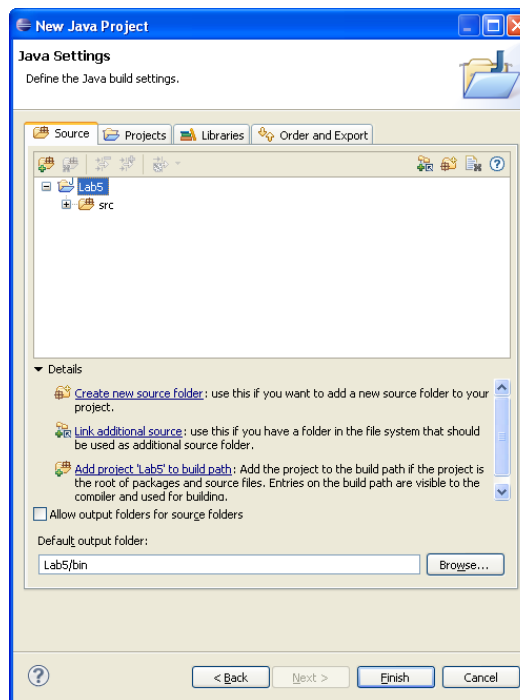 New Java Project
Java Settings
Define the Java build settings.
Source Projects Libraries Order and Export
Lab5
src
Details
Create new source folder: use this if you want to add a new source folder to your
project.
Link additional source: use this if you have a folder in the file system that should
be used as additional source folder.
Add project 'Lab5' to build path: Add the project to the build path if the project is
the root of packages and source files. Entries on the build path are visible to the
compiler and used for building.
Allow output folders for source folders
Default output folder:
Lab5/bin
Browse...
< Back Next > Finish Cancel